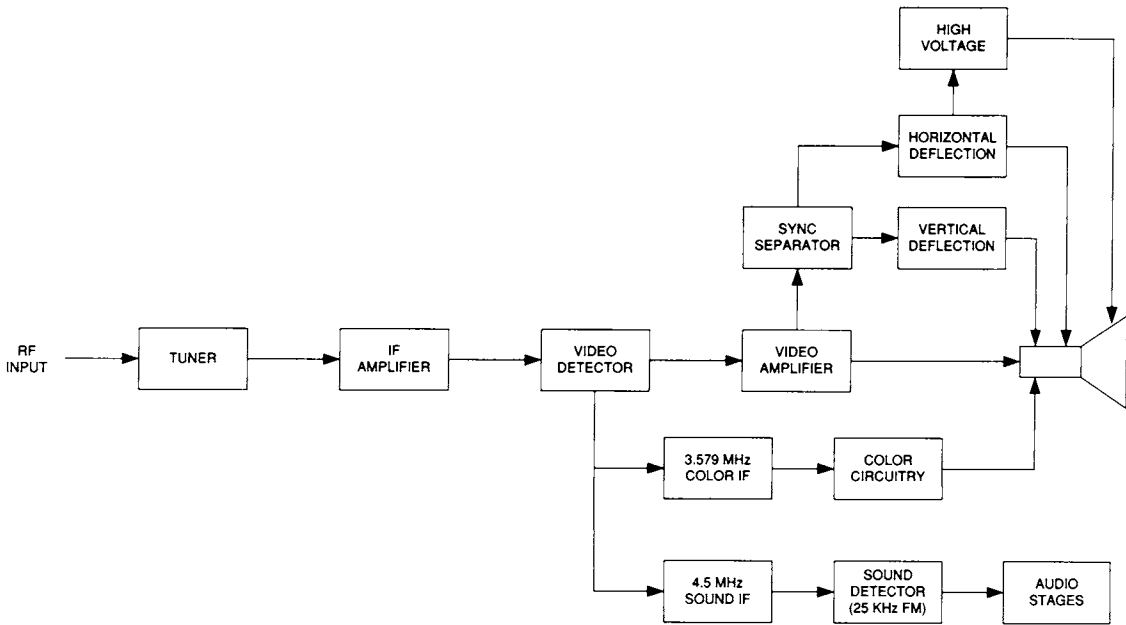 HIGH
VOLTAGE
HORIZONTAL
DEFLECTION
SYNC
SEPARATOR
VERTICAL
DEFLECTION
RF
INPUT
TUNER
IF
AMPLIFIER
VIDEO
DETECTOR
VIDEO
AMPLIFIER
3.579 MHz
COLOR IF
COLOR
CIRCUITRY
4.5 MHz
SOUND IF
SOUND
DETECTOR
(25 KHz FM)
AUDIO
STAGES